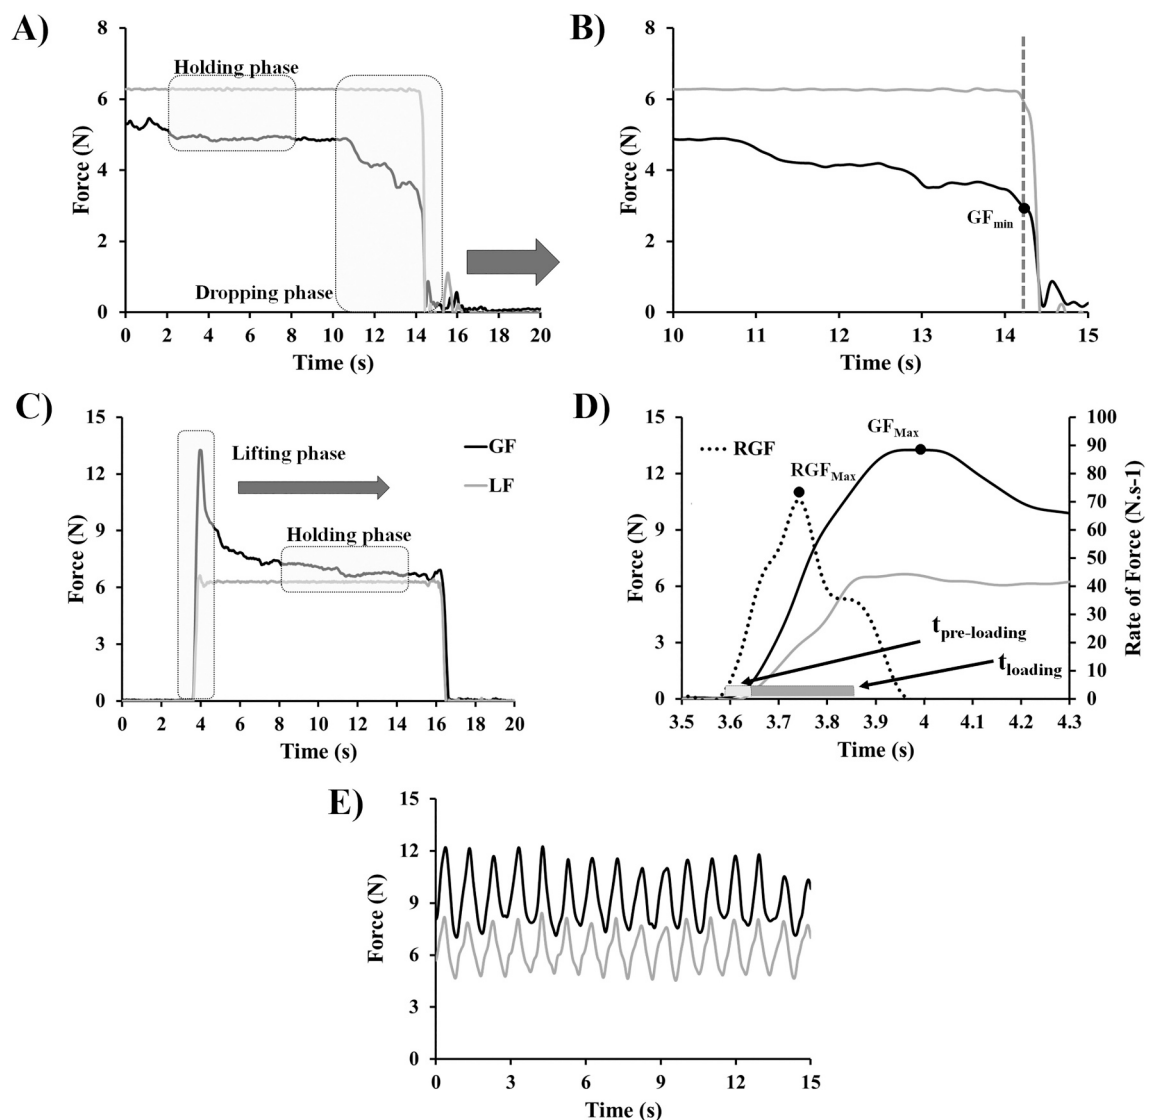 A)
8
6
4
2
0
Force (N)
Holding phase
Dropping phase
0 2 4 6 8 10 12 14 16 18 20
Time (s)
B)
8
6
4
2
0
Force (N)
GFmin
10 11 12 13 14 15
Time (s)
C)
15
12
9
6
3
0
Force (N)
Lifting phase
GF
LF
Holding phase
0 2 4 6 8 10 12 14 16 18 20
Time (s)
D)
15
12
9
6
3
0
Force (N)
RGF
RGFMax
GFMax
tpre-loading
tloading
100
90
80
70
60
50
40
30
20
10
0
Rate of Force (N.s-1)
3.5 3.6 3.7 3.8 3.9 4 4.1 4.2 4.3
Time (s)
E)
15
12
9
6
3
0
Force (N)
0 3 6 9 12 15
Time (s)